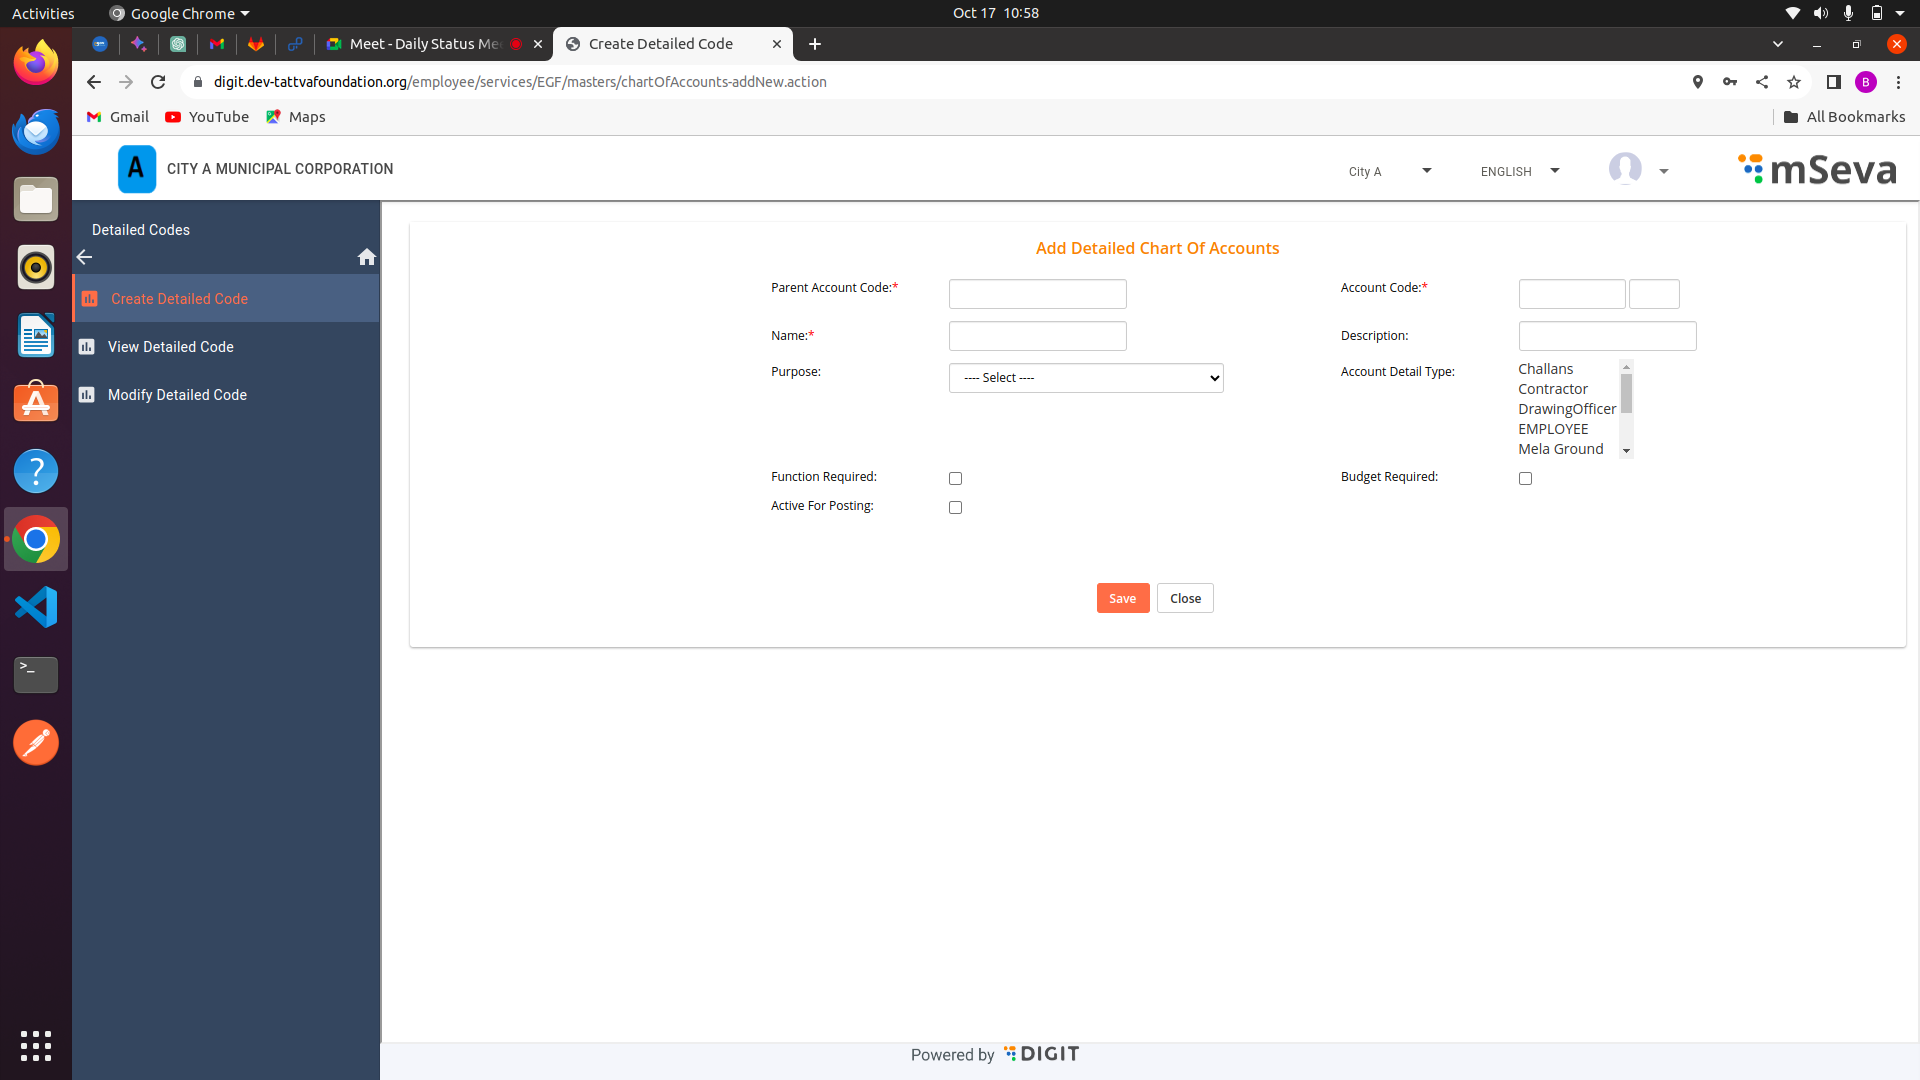 Activities
Google Chrome
Oct 17 10:58
Meet - Daily Status Me
Create Detailed Code
digit.dev-tattvafoundation.org/employee/services/EGF/masters/chartOfAccounts-addNew.action
B
Gmail
YouTube
Maps
All Bookmarks
A
CITY A MUNICIPAL CORPORATION
City A
ENGLISH
mSeva
Detailed Codes
Create Detailed Code
View Detailed Code
Modify Detailed Code
Add Detailed Chart Of Accounts
Parent Account Code:*
Account Code:*
Name:*
Description:
Purpose:
---- Select ----
Account Detail Type:
Challans
Contractor
DrawingOfficer
EMPLOYEE
Mela Ground
Function Required:
Budget Required:
Active For Posting:
Save
Close
Powered by DIGIT